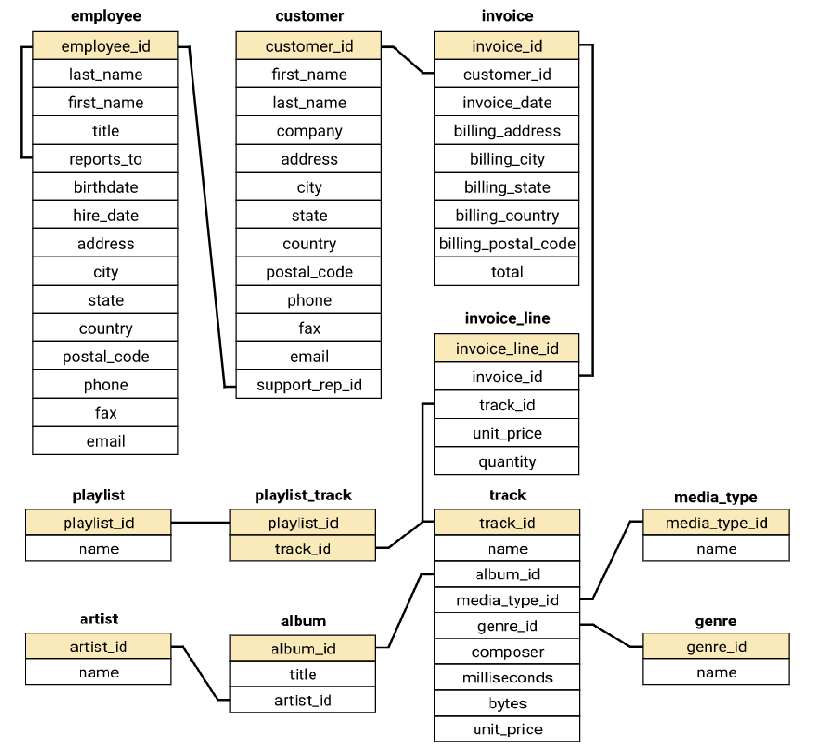 employee
employee_id
last_name
first_name
title
reports_to
birthdate
hire_date
address
city
state
country
postal_code
phone
fax
email
customer
customer_id
first_name
last_name
company
address
city
state
country
postal_code
phone
fax
email
support_rep_id
invoice
invoice_id
customer_id
invoice_date
billing_address
billing_city
billing_state
billing_country
billing_postal_code
total
invoice_line
invoice_line_id
invoice_id
track_id
unit_price
quantity
playlist
playlist_id
name
playlist_track
playlist_id
track_id
track
track_id
name
album_id
media_type_id
genre_id
composer
milliseconds
bytes
unit_price
media_type
media_type_id
name
artist
artist_id
name
album
album_id
title
artist_id
genre
genre_id
name